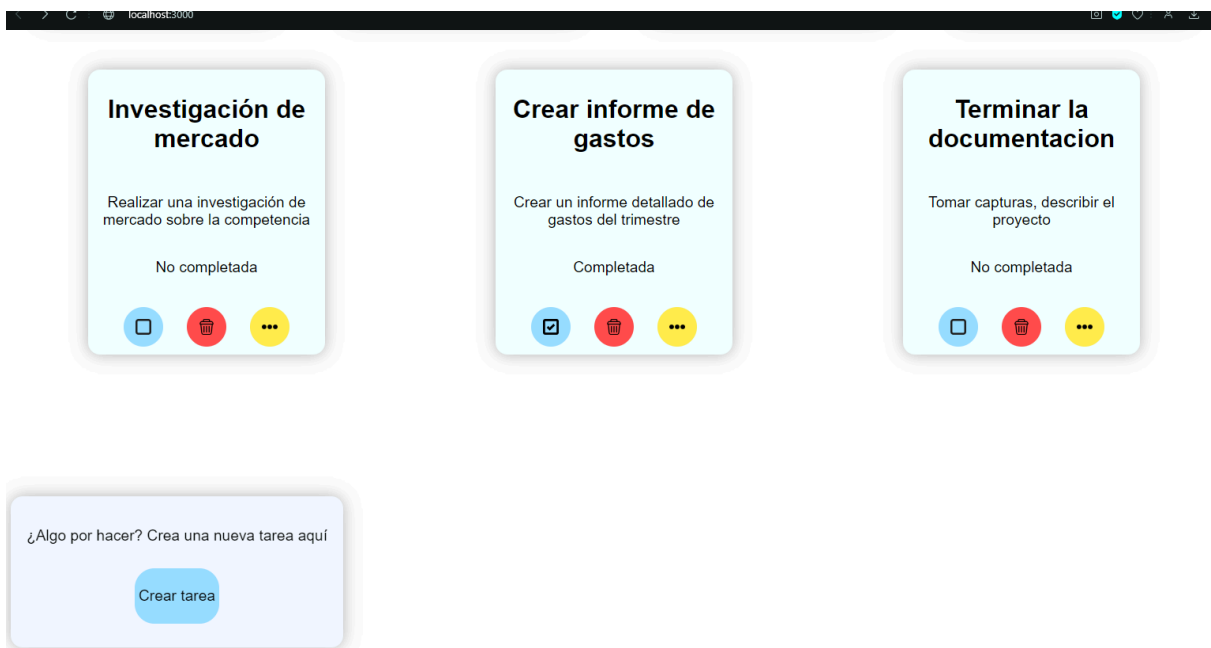 localhost:3000
Investigación de
mercado
Realizar una investigación de
mercado sobre la competencia
No completada
Crear informe de
gastos
Crear un informe detallado de
gastos del trimestre
Completada
Terminar la
documentacion
Tomar capturas, describir el
proyecto
No completada
¿Algo por hacer? Crea una nueva tarea aquí
Crear tarea